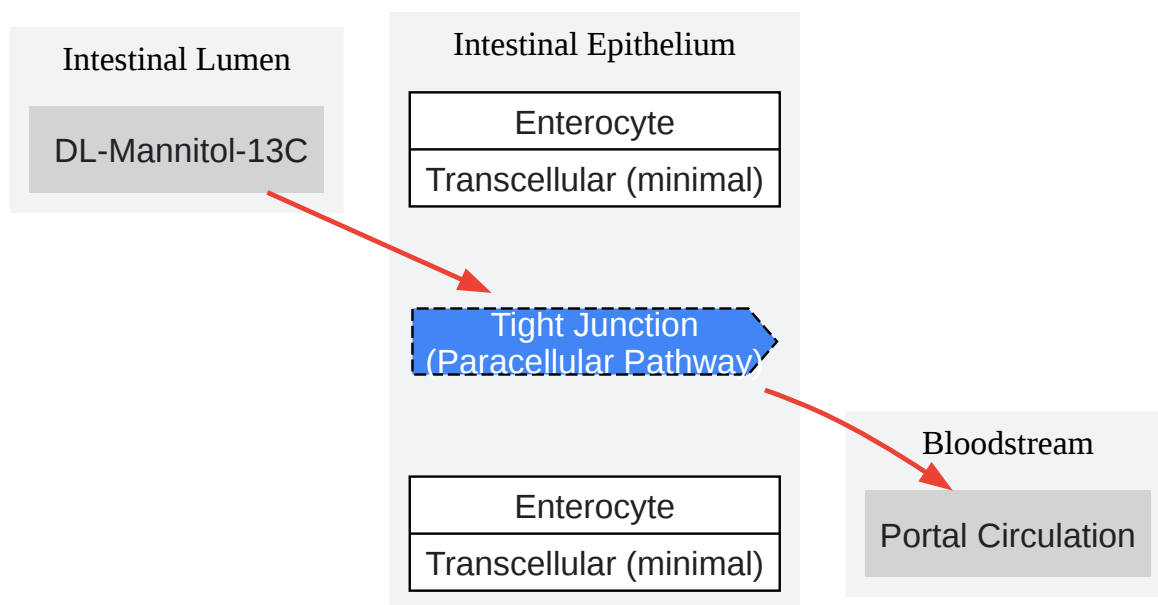 Intestinal Lumen
DL-Mannitol-13C
Intestinal Epithelium
Enterocyte
Transcellular (minimal)
Tight Junction
(Paracellular Pathway)
Enterocyte
Transcellular (minimal)
Bloodstream
Portal Circulation